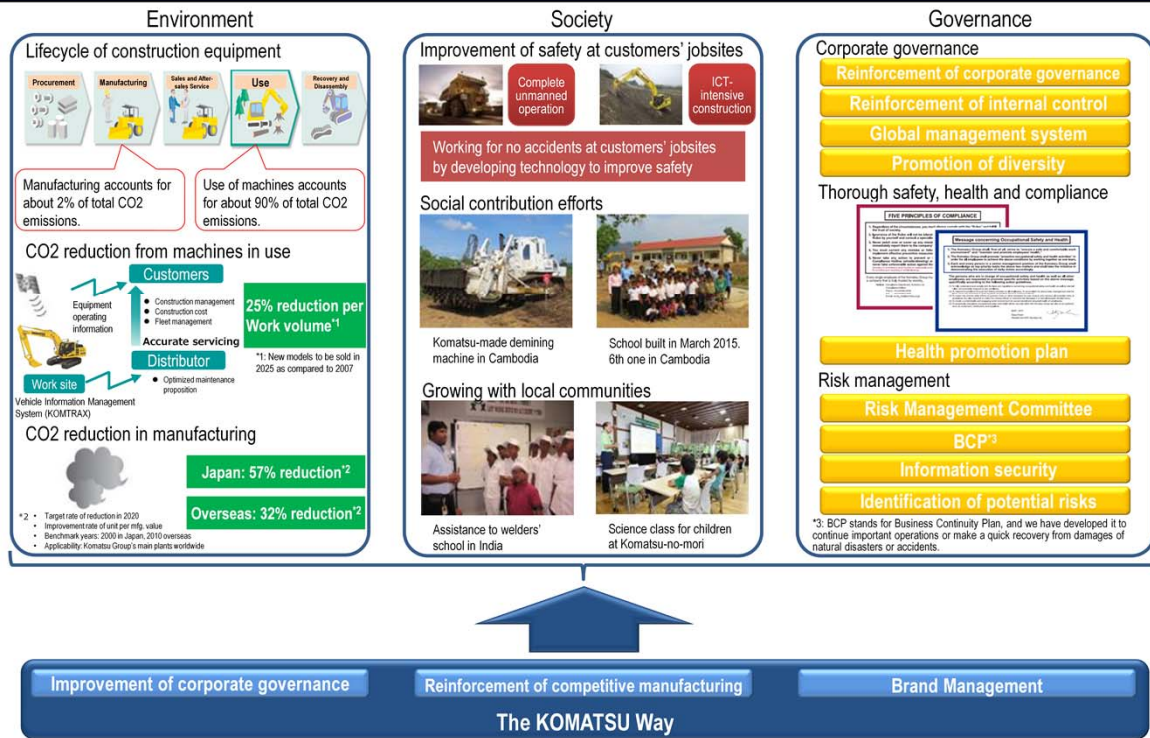 Environment
Lifecycle of construction equipment
Procurement
Manufacturing
Sales and After-
sales Service
Use
Recovery and
Disassembly
Manufacturing accounts for
about 2% of total CO2
emissions.
Use of machines accounts
for about 90% of total CO2
emissions.
CO2 reduction from machines in use
Customers
Equipment
operating
information
• Construction management
• Construction cost
• Fleet management
Accurate servicing
Distributor
• Optimized maintenance
proposition
Work site
Vehicle Information Management
System (KOMTRAX)
25% reduction per
Work volume*1
*1: New models to be sold in
2025 as compared to 2007
CO2 reduction in manufacturing
Japan: 57% reduction*2
Overseas: 32% reduction*2
*2 • Target rate of reduction in 2020
• Improvement rate of unit per mfg. value
• Benchmark years: 2000 in Japan, 2010 overseas
• Applicability: Komatsu Group's main plants worldwide
Society
Improvement of safety at customers' jobsites
Complete
unmanned
operation
ICT-
intensive
construction
Working for no accidents at customers' jobsites
by developing technology to improve safety
Social contribution efforts
Komatsu-made demining
machine in Cambodia
School built in March 2015.
6th one in Cambodia
Growing with local communities
Assistance to welders'
school in India
Science class for children
at Komatsu-no-mori
Governance
Corporate governance
Reinforcement of corporate governance
Reinforcement of internal control
Global management system
Promotion of diversity
Thorough safety, health and compliance
FIVE PRINCIPLES OF COMPLIANCE
Message concerning Occupational Safety and Health
Health promotion plan
Risk management
Risk Management Committee
BCP*3
Information security
Identification of potential risks
*3: BCP stands for Business Continuity Plan, and we have developed it to
continue important operations or make a quick recovery from damages of
natural disasters or accidents.
Improvement of corporate governance
Reinforcement of competitive manufacturing
Brand Management
The KOMATSU Way